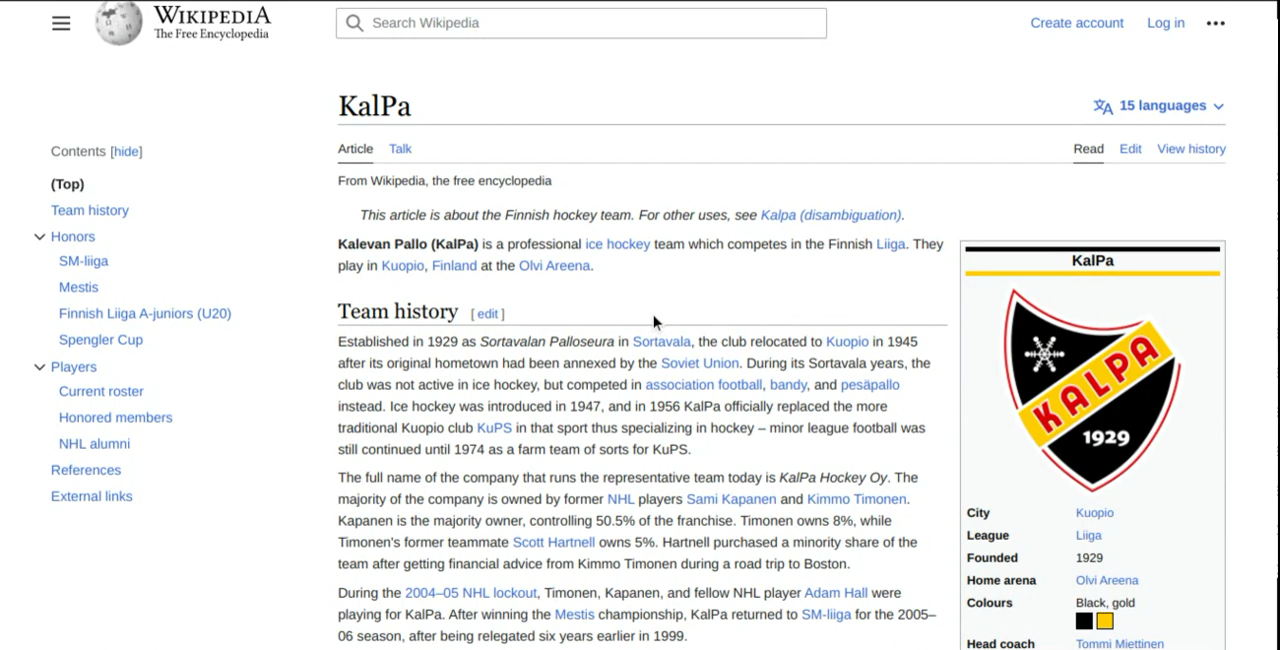 WIKIPEDIA
The Free Encyclopedia
Search Wikipedia
Create account
Log in
KalPa
15 languages
Contents [hide]
(Top)
Team history
Honors
SM-liiga
Mestis
Finnish Liiga A-juniors (U20)
Spengler Cup
Players
Current roster
Honored members
NHL alumni
References
External links
Article Talk
Read Edit View history
From Wikipedia, the free encyclopedia
This article is about the Finnish hockey team. For other uses, see Kalpa (disambiguation).
Kalevan Pallo (KalPa) is a professional ice hockey team which competes in the Finnish Liiga. They
play in Kuopio, Finland at the Olvi Areena.
Team history [ edit ]
Established in 1929 as Sortavalan Palloseura in Sortavala, the club relocated to Kuopio in 1945
after its original hometown had been annexed by the Soviet Union. During its Sortavala years, the
club was not active in ice hockey, but competed in association football, bandy, and pesäpallo
instead. Ice hockey was introduced in 1947, and in 1956 KalPa officially replaced the more
traditional Kuopio club KuPS in that sport thus specializing in hockey – minor league football was
still continued until 1974 as a farm team of sorts for KuPS.
The full name of the company that runs the representative team today is KalPa Hockey Oy. The
majority of the company is owned by former NHL players Sami Kapanen and Kimmo Timonen.
Kapanen is the majority owner, controlling 50.5% of the franchise. Timonen owns 8%, while
Timonen's former teammate Scott Hartnell owns 5%. Hartnell purchased a minority share of the
team after getting financial advice from Kimmo Timonen during a road trip to Boston.
During the 2004–05 NHL lockout, Timonen, Kapanen, and fellow NHL player Adam Hall were
playing for KalPa. After winning the Mestis championship, KalPa returned to SM-liiga for the 2005–
06 season, after being relegated six years earlier in 1999.
KalPa
KALPA
1929
City Kuopio
League Liiga
Founded 1929
Home arena Olvi Areena
Colours Black, gold
Head coach Tommi Miettinen